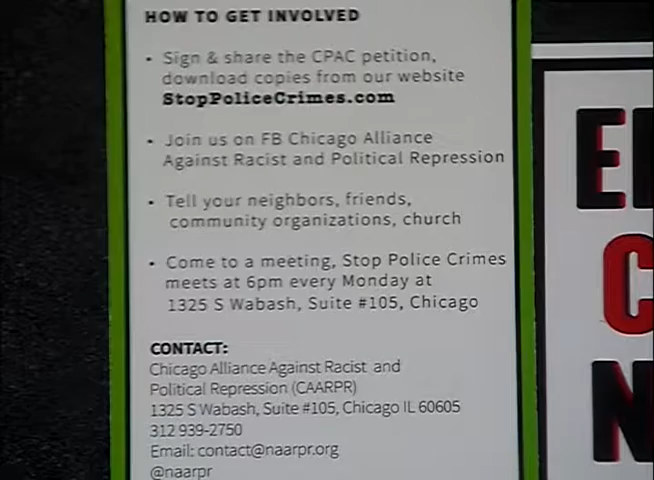 HOW TO GET INVOLVED
• Sign & share the CPAC petition,
download copies from our website
StopPoliceCrimes.com
• Join us on FB Chicago Alliance
Against Racist and Political Repression
• Tell your neighbors, friends,
community organizations, church
• Come to a meeting, Stop Police Crimes
meets at 6pm every Monday at
1325 S Wabash, Suite #105, Chicago
CONTACT:
Chicago Alliance Against Racist and
Political Repression (CAARPR)
1325 S Wabash, Suite #105, Chicago IL 60605
312 939-2750
Email: contact@naarpr.org
@naarpr
E
C
N